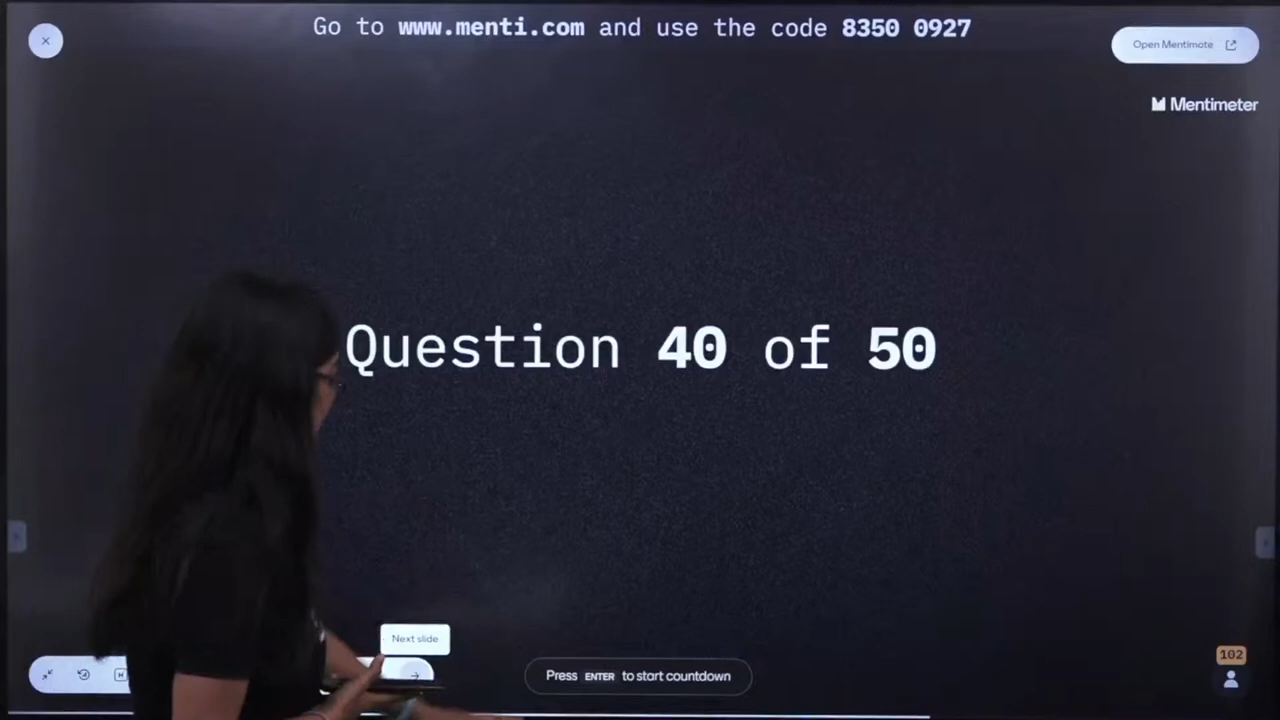 Go to www.menti.com and use the code 8350 0927
Open Mentimote
Mentimeter
Question 40 of 50
Next slide
H
Press ENTER to start countdown
102